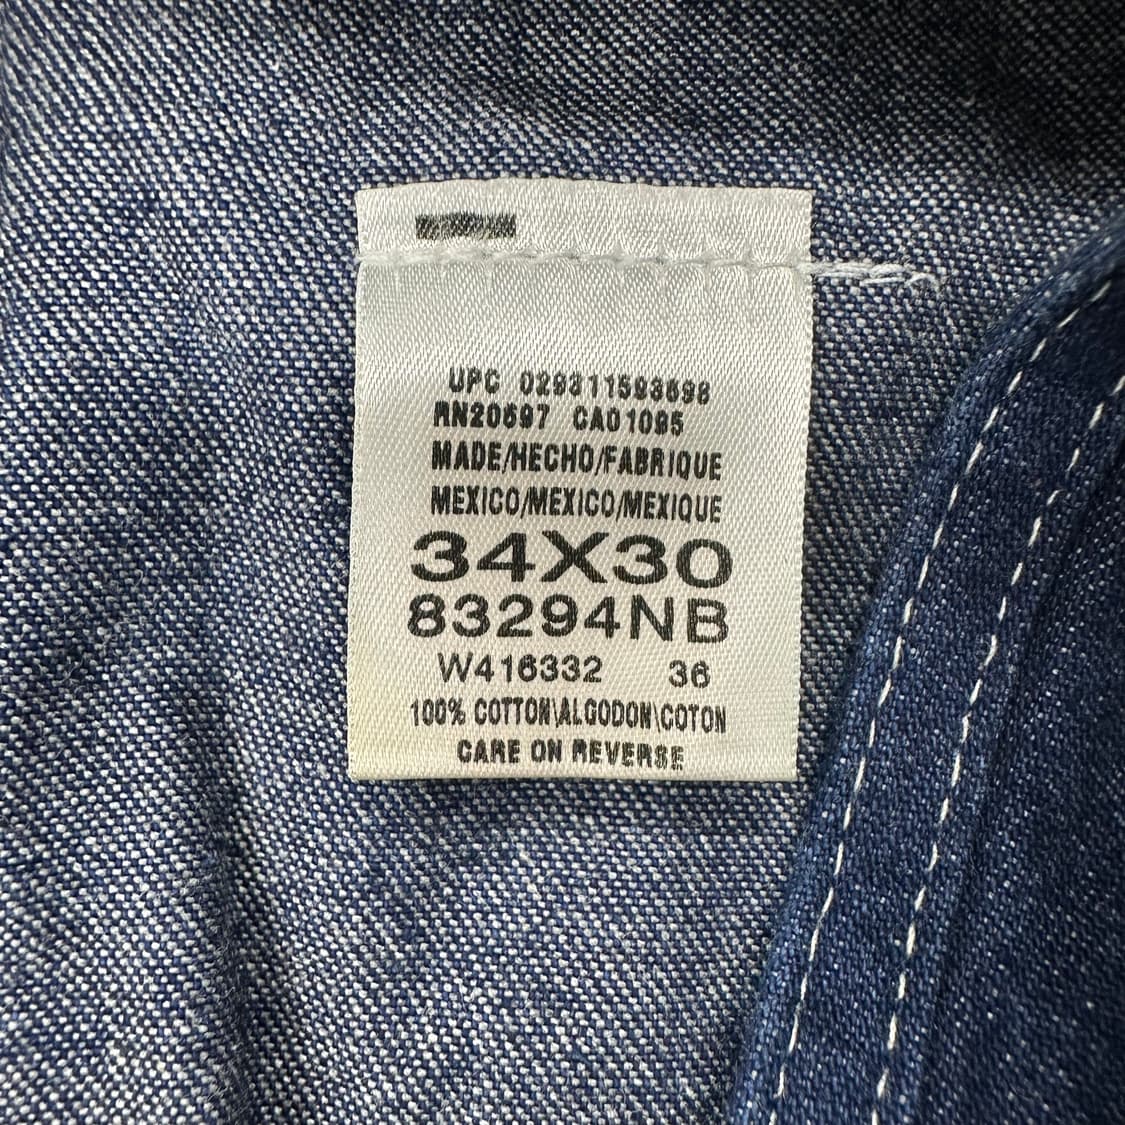 UPC 029311593698
RN20697 CA01095
MADE/HECHO/FABRIQUE
MEXICO/MEXICO/MEXIQUE
34X30
83294NB
W416332 36
100% COTTON\ALGODON\COTON
CARE ON REVERSE